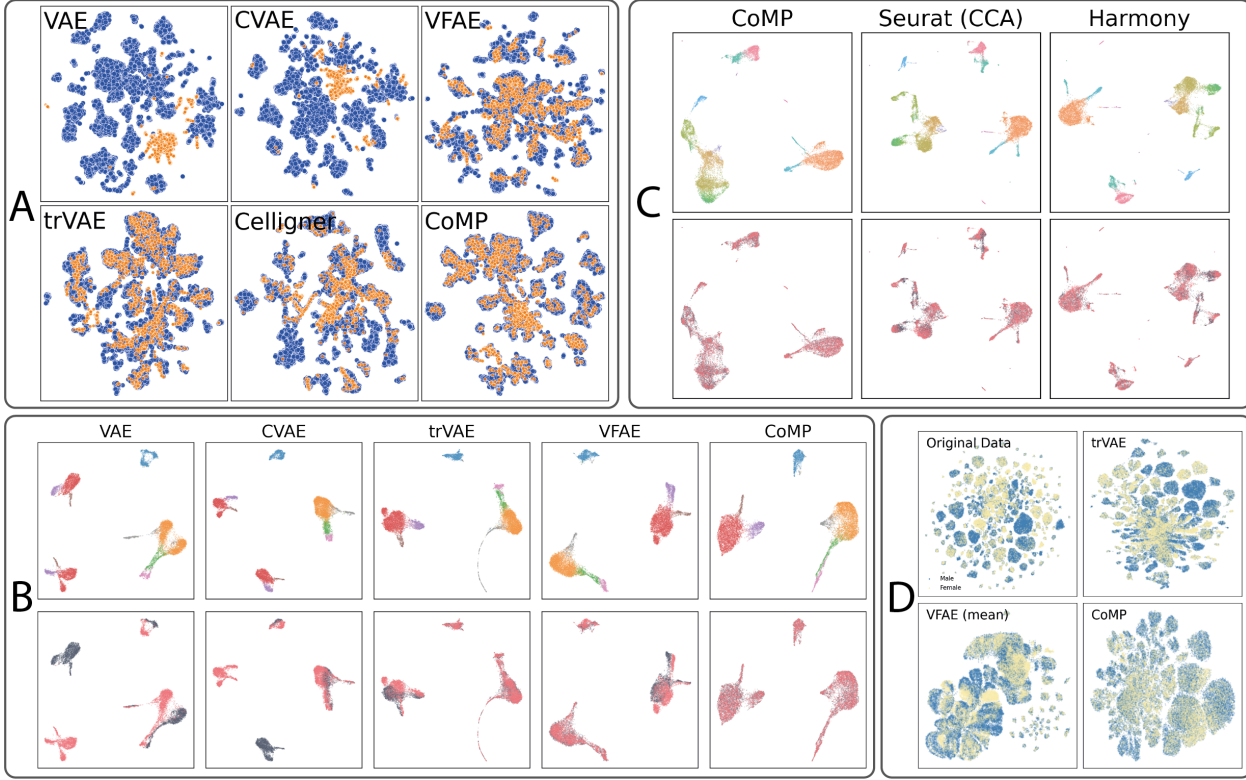 VAE
CVAE
VFAE
A
trVAE
Celligner
CoMP
CoMP
Seurat (CCA)
Harmony
C
VAE
CVAE
trVAE
VFAE
CoMP
B
Original Data
trVAE
Male
Female
D
VFAE (mean)
CoMP